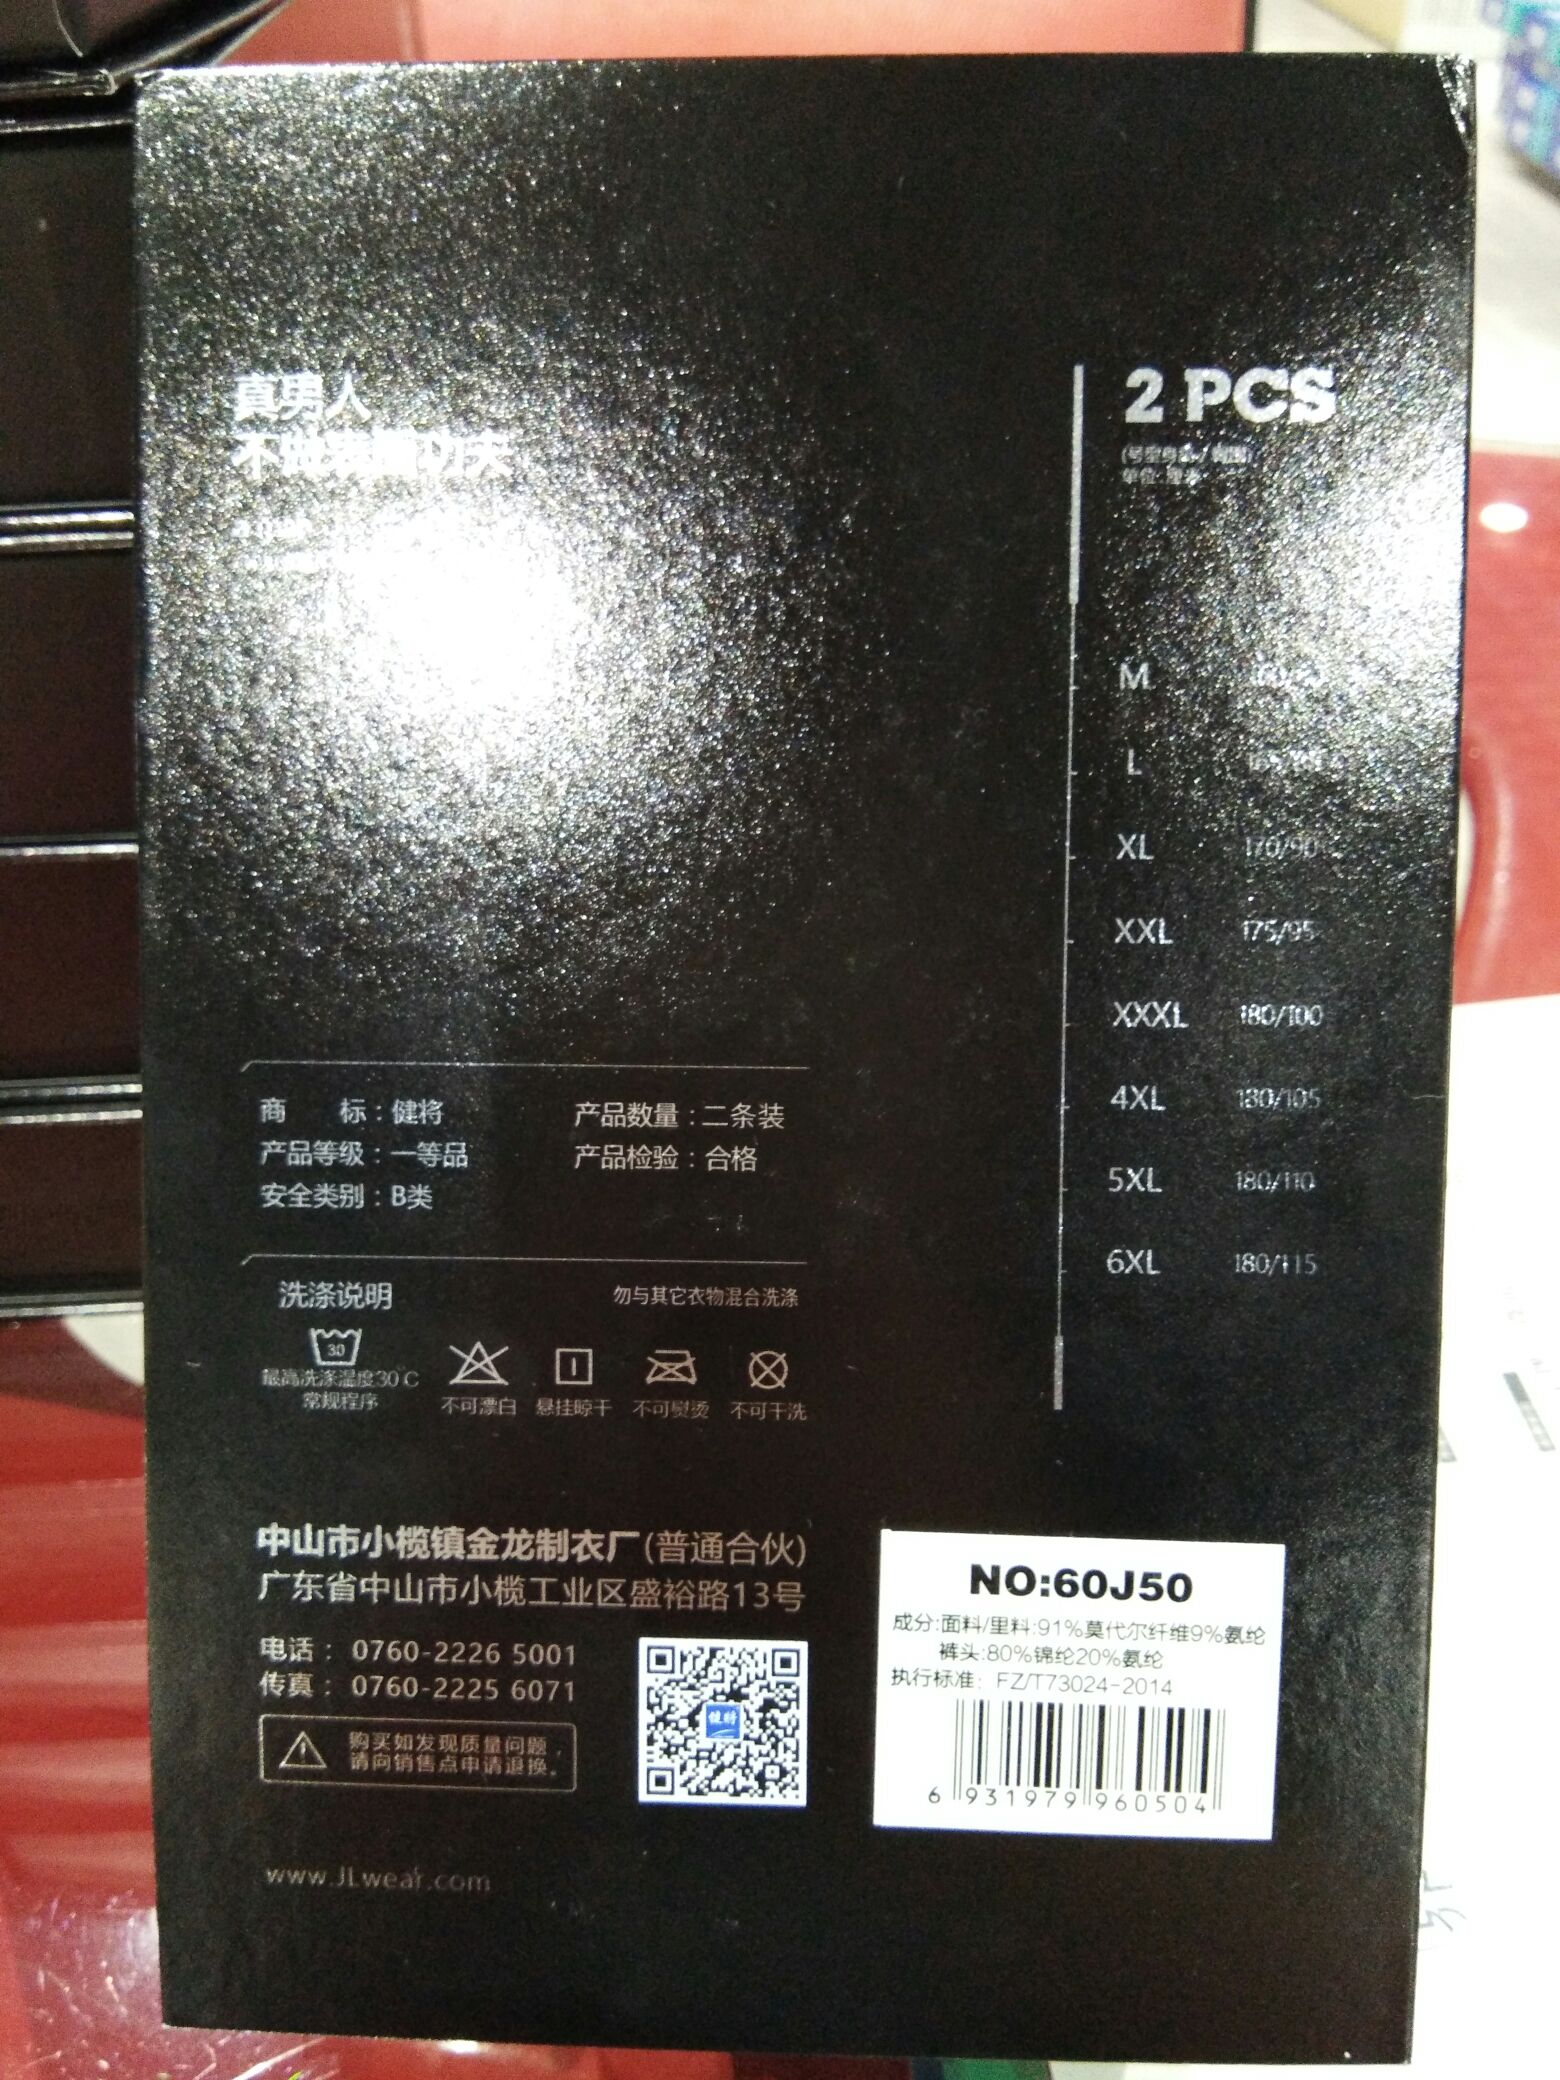 真男人
2 PCS
M
L
XL 170/90
XXL 175/95
XXXL 180/100
4XL 180/105
5XL 180/110
6XL 180/115
商 标：健将 产品数量：二条装
产品等级：一等品 产品检验：合格
安全类别：B类
洗涤说明 勿与其它衣物混合洗涤
30
最高洗涤温度30℃
常规程序
不可漂白 悬挂晾干 不可熨烫 不可干洗
中山市小榄镇金龙制衣厂(普通合伙)
广东省中山市小榄工业区盛裕路13号
电话： 0760-2226 5001
传真： 0760-2225 6071
购买如发现质量问题，
请向销售点申请退换。
健将
www.JLwear.com
NO:60J50
成分:面料/里料:91%莫代尔纤维9%氨纶
裤头:80%锦纶20%氨纶
执行标准: FZ/T73024-2014
6 931979 960504